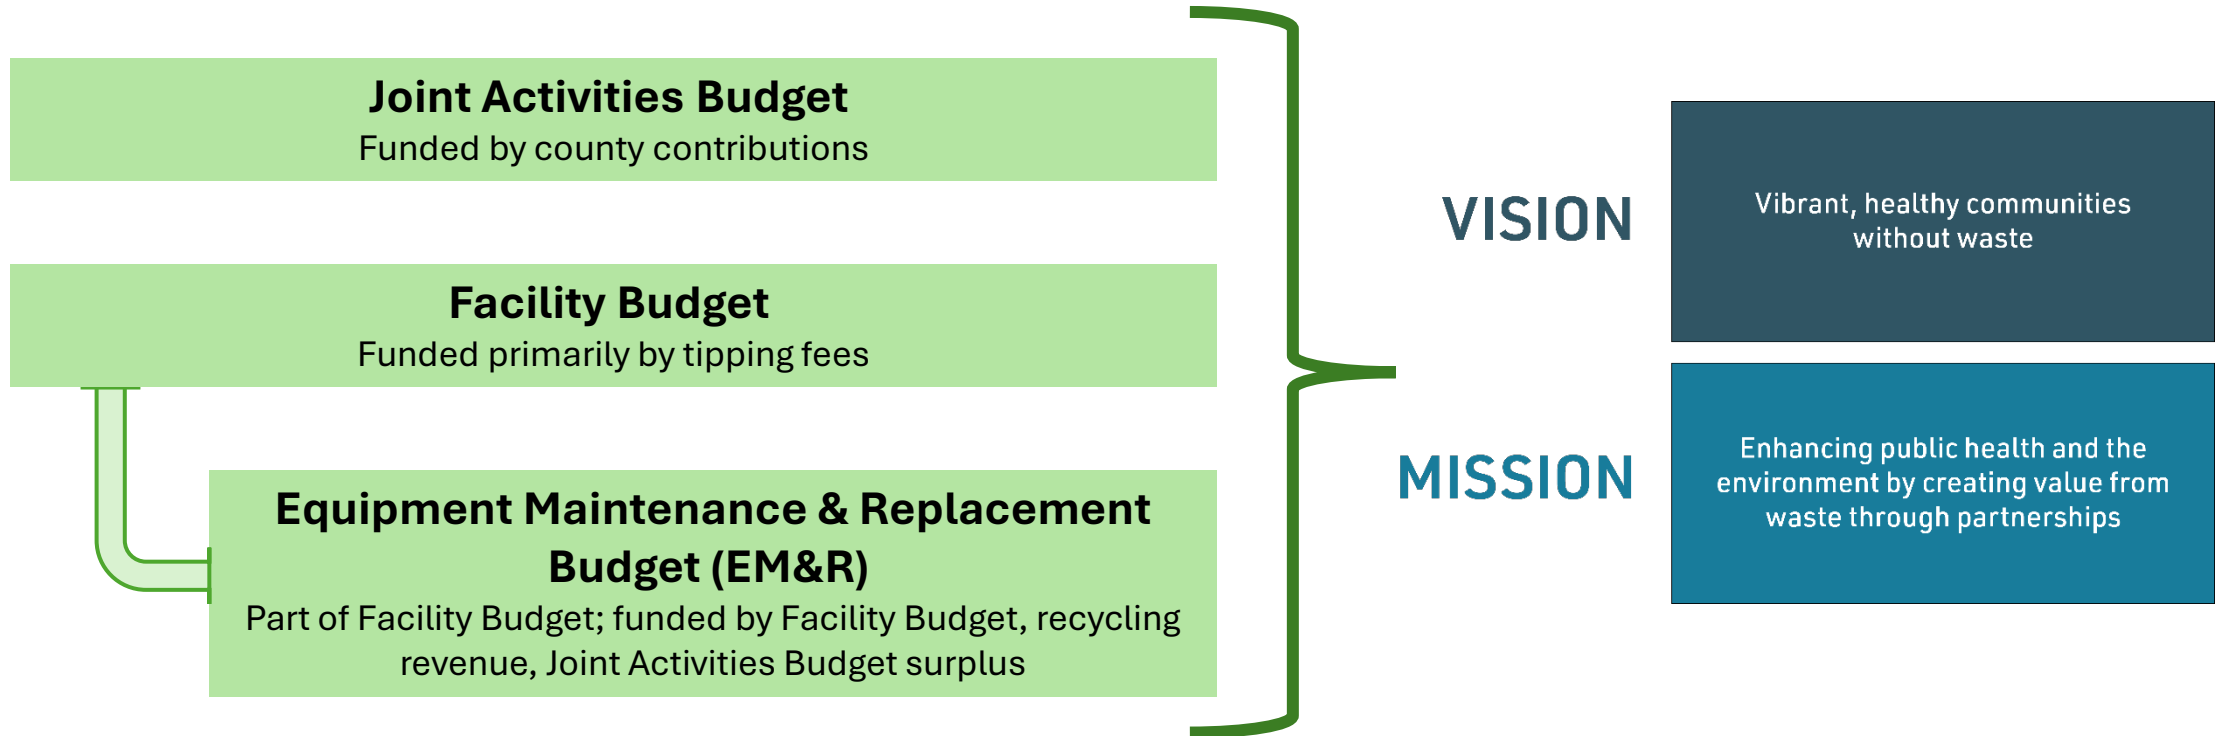 Joint Activities Budget
Funded by county contributions
Facility Budget
Funded primarily by tipping fees
Equipment Maintenance & Replacement
Budget (EM&R)
Part of Facility Budget; funded by Facility Budget, recycling
revenue, Joint Activities Budget surplus
VISION
Vibrant, healthy communities
without waste
MISSION
Enhancing public health and the
environment by creating value from
waste through partnerships